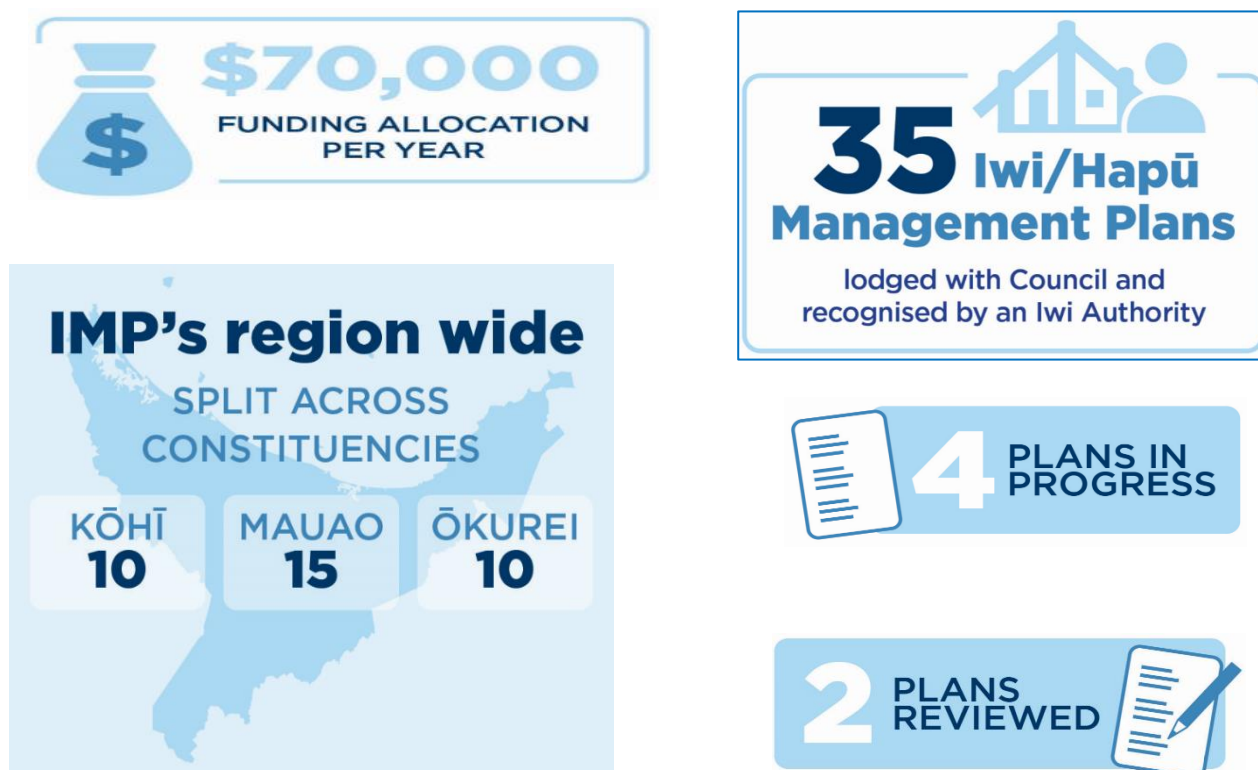 $70,000
FUNDING ALLOCATION
PER YEAR
$
35 Iwi/Hapū
Management Plans
lodged with Council and
recognised by an Iwi Authority
IMP's region wide
SPLIT ACROSS
CONSTITUENCIES
KŌHĪ
10
MAUAO
15
ŌKUREI
10
4 PLANS IN
PROGRESS
2 PLANS
REVIEWED